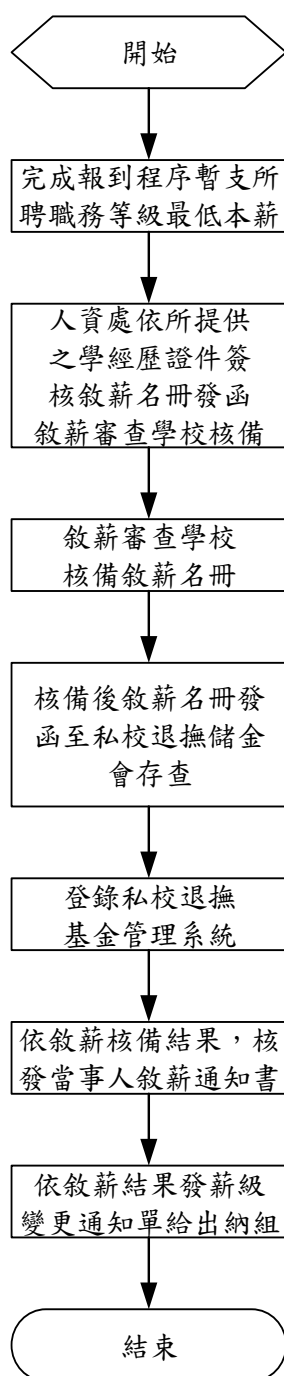 開始
完成報到程序暫支所
聘職務等級最低本薪
人資處依所提供
之學經歷證件簽
核敘薪名冊發函
敘薪審查學校核備
敘薪審查學校
核備敘薪名冊
核備後敘薪名冊發
函至私校退撫儲金
會存查
登錄私校退撫
基金管理系統
依敘薪核備結果，核
發當事人敘薪通知書
依敘薪結果發薪級
變更通知單給出納組
結束